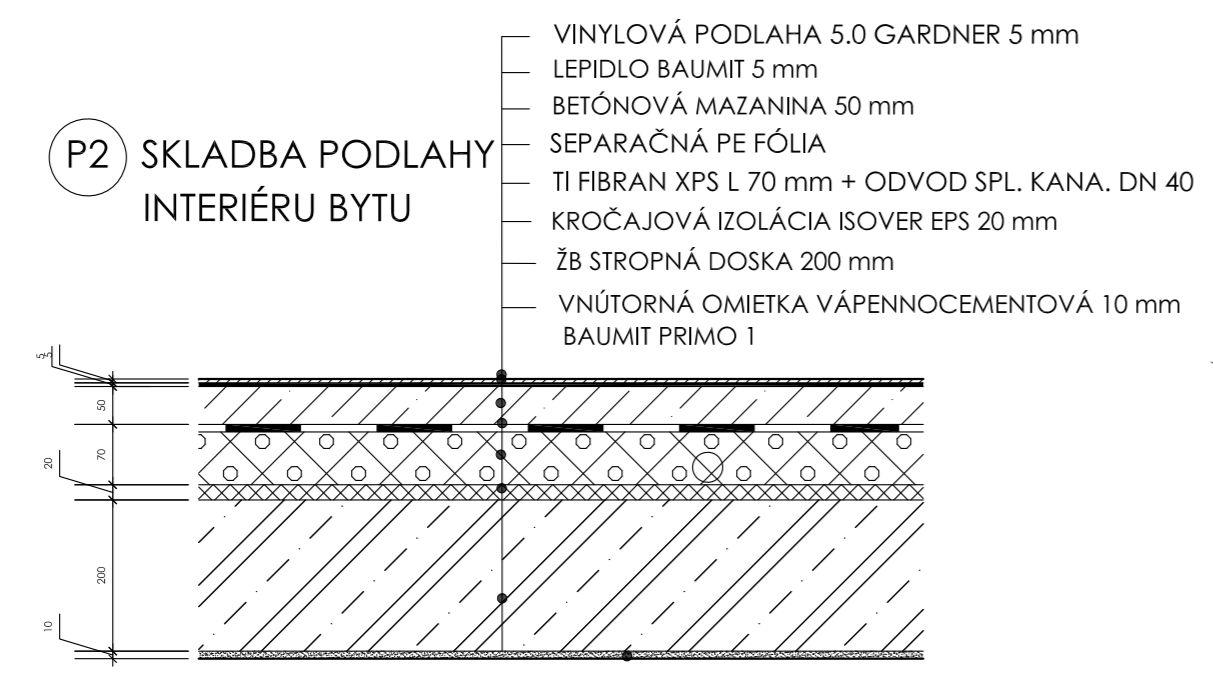 VINYLOVÁ PODLAHA 5.0 GARDNER 5 mm
LEPIDLO BAUMIT 5 mm
BETÓNOVÁ MAZANINA 50 mm
SEPARAČNÁ PE FÓLIA
TI FIBRAN XPS L 70 mm + ODVOD SPL. KANA. DN 40
KROČAJOVÁ IZOLÁCIA ISOVER EPS 20 mm
ŽB STROPNÁ DOSKA 200 mm
VNÚTORNÁ OMIETKA VÁPENNOCEMENTOVÁ 10 mm
BAUMIT PRIMO 1
P2 SKLADBA PODLAHY
INTERIÉRU BYTU
5
5
50
70
20
200
10